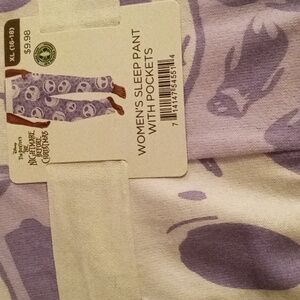 XL (16-18)
$9.98
Disney
Tim Burton's
THE
NIGHTMARE
BEFORE
CHRISTMAS
WOMEN'S SLEEP PANT
WITH POCKETS